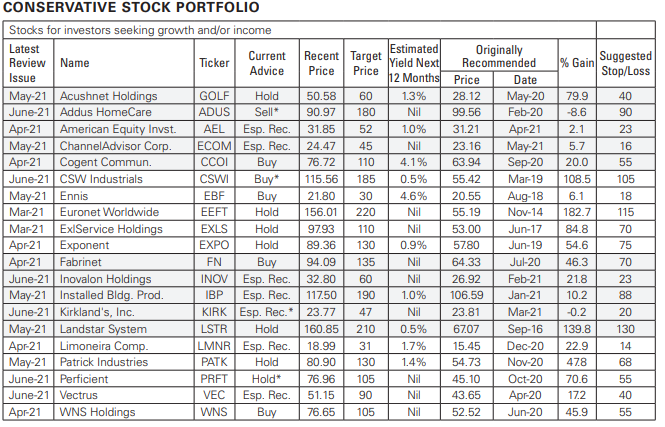 CONSERVATIVE STOCK PORTFOLIO
Stocks for investors seeking growth and/or income
Latest Review Issue Name Ticker Current Advice Recent Price Target Price Estimated Yield Next 12 Months Originally Recommended Price Date % Gain Suggested Stop/Loss
May-21 Acushnet Holdings GOLF Hold 50.58 60 1.3% 28.12 May-20 79.9 40
June-21 Addus HomeCare ADUS Sell* 90.97 180 Nil 99.56 Feb-20 -8.6 90
Apr-21 American Equity Invst. AEL Esp. Rec. 31.85 52 1.0% 31.21 Apr-21 2.1 23
May-21 ChannelAdvisor Corp. ECOM Esp. Rec. 24.47 45 Nil 23.16 May-21 5.7 16
Apr-21 Cogent Commun. CCOI Buy 76.72 110 4.1% 63.94 Sep-20 20.0 55
June-21 CSW Industrials CSWI Buy* 115.56 185 0.5% 55.42 Mar-19 108.5 105
May-21 Ennis EBF Buy 21.80 30 4.6% 20.55 Aug-18 6.1 18
Mar-21 Euronet Worldwide EEFT Hold 156.01 220 Nil 55.19 Nov-14 182.7 115
Mar-21 ExlService Holdings EXLS Hold 97.93 110 Nil 53.00 Jun-17 84.8 70
Apr-21 Exponent EXPO Hold 89.36 130 0.9% 57.80 Jun-19 54.6 75
Apr-21 Fabrinet FN Buy 94.09 135 Nil 64.33 Jul-20 46.3 70
June-21 Inovalon Holdings INOV Esp. Rec. 32.80 60 Nil 26.92 Feb-21 21.8 23
May-21 Installed Bldg. Prod. IBP Esp. Rec. 117.50 190 1.0% 106.59 Jan-21 10.2 88
June-21 Kirkland's, Inc. KIRK Esp. Rec.* 23.77 47 Nil 23.81 Mar-21 -0.2 20
May-21 Landstar System LSTR Hold 160.85 210 0.5% 67.07 Sep-16 139.8 130
Apr-21 Limoneira Comp. LMNR Esp. Rec. 18.99 31 1.7% 15.45 Dec-20 22.9 14
May-21 Patrick Industries PATK Hold 80.90 130 1.4% 54.73 Nov-20 47.8 68
June-21 Perficient PRFT Hold* 76.96 105 Nil 45.10 Oct-20 70.6 55
June-21 Vectrus VEC Esp. Rec. 51.15 90 Nil 43.65 Apr-20 17.2 40
Apr-21 WNS Holdings WNS Buy 76.65 105 Nil 52.52 Jun-20 45.9 55